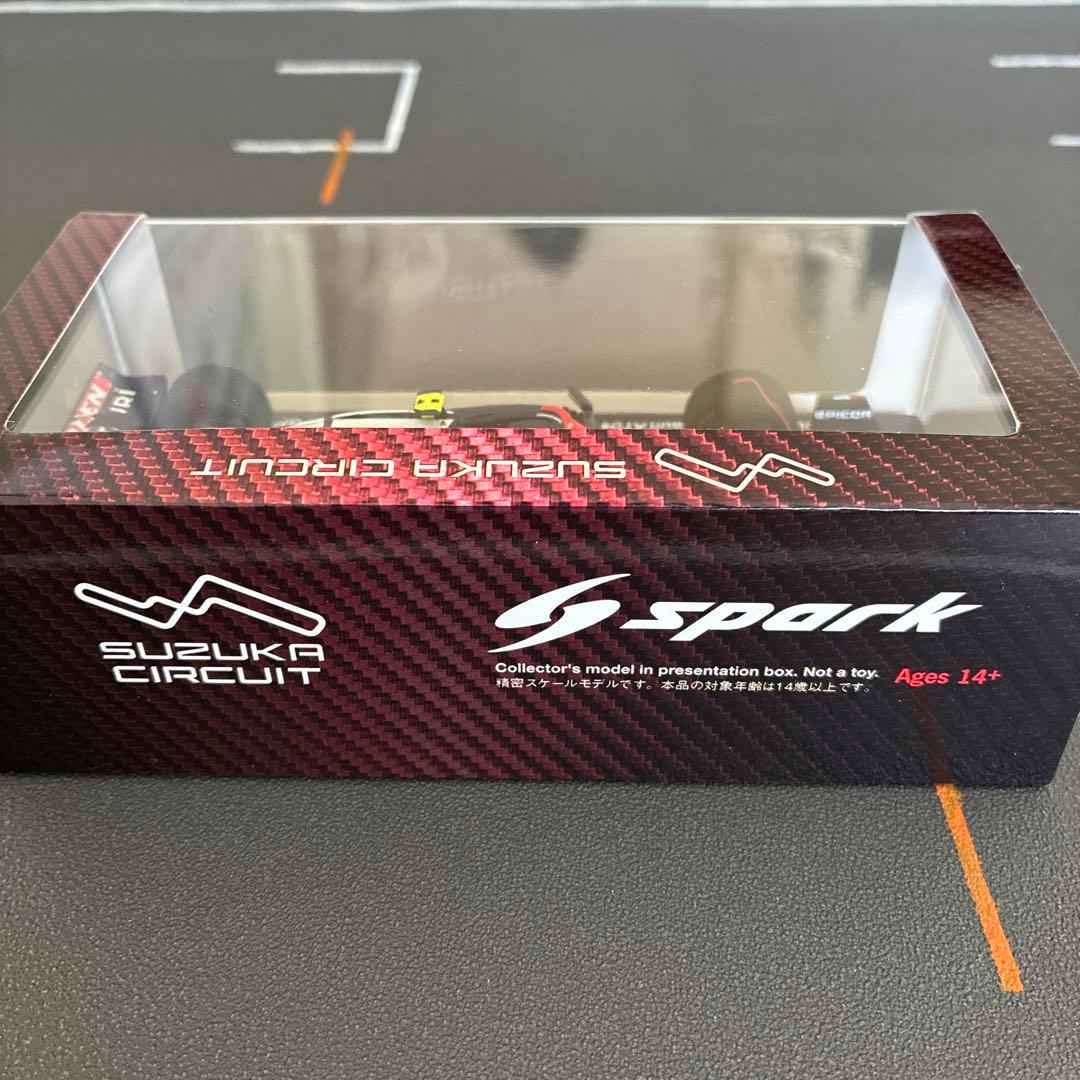 EPICOR
SUZUKA CIRCUIT
SUZUKA
CIRCUIT
spark
Collector's model in presentation box. Not a toy.
精密スケールモデルです。本品の対象年齢は14歳以上です。
Ages 14+